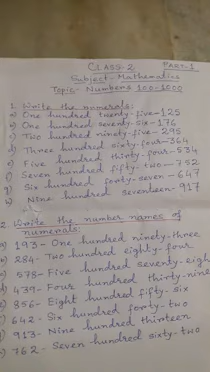 CLASS-2 PART-1
Subject-Mathematics
Topic- Numbers 100-1000
1. Write the numerals:
a) One hundred twenty-five-125
b) One hundred seventy-six-176
c) Two hundred ninety-five-295
d) Three hundred sixty-four-364
e) Five hundred thirty-four-534
f) Seven hundred fifty-two-752
g) Six hundred forty-seven-647
h) Nine hundred seventeen-917
2. Write the number names of
numerals:
193-One hundred ninety-three
284-Two hundred eighty-four
578-Five hundred seventy-eigh
439-Four hundred thirty-nine
856-Eight hundred fifty-six
642-Six hundred forty-two
913-Nine hundred thirteen
762-Seven hundred sixty-two